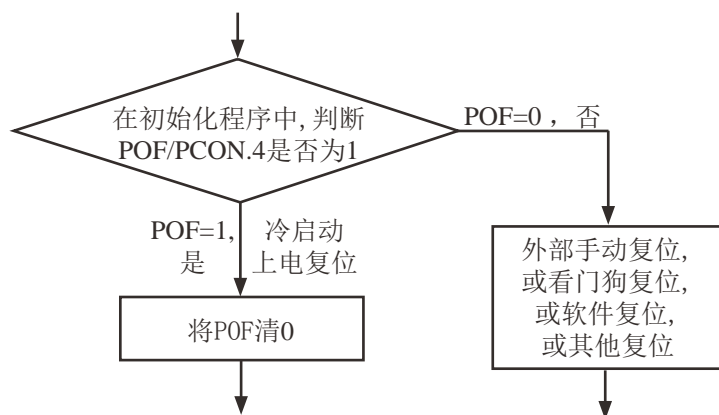 在初始化程序中,判断
POF/PCON.4是否为1
POF=0 ，否
POF=1,
是
冷启动
上电复位
将POF清0
外部手动复位,
或看门狗复位,
或软件复位,
或其他复位